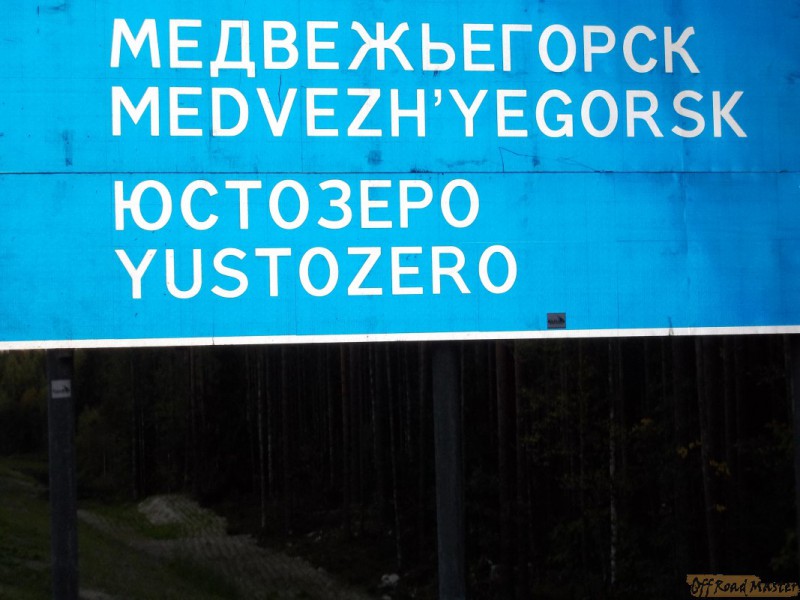 МЕДВЕЖЬЕГОРСК
MEDVEZH'YEGORSK
ЮСТОЗЕРО
YUSTOZERO
Off Road Master